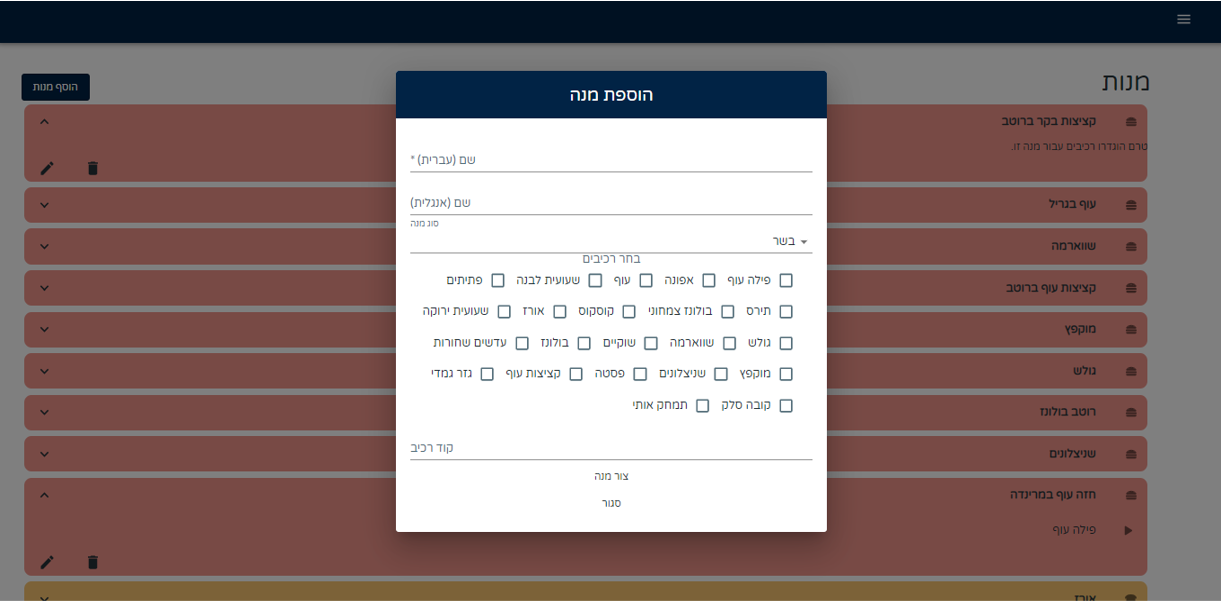 מנות
הוסף מנות
קציצות בקר ברוטב
טרם הוגדרו רכיבים עבור מנה זו.
עוף בגריל
שווארמה
קציצות עוף ברוטב
מוקפץ
גולש
רוטב בולונז
שניצלונים
חזה עוף במרינדה
פילה עוף
אורז
הוספת מנה
שם (עברית) *
שם (אנגלית)
סוג מנה
בשר
בחר רכיבים
פילה עוף אפונה עוף שעועית לבנה פתיתים
תירס בולונז צמחוני קוסקוס אורז שעועית ירוקה
גולש שווארמה שוקיים בולונז עדשים שחורות
מוקפץ שניצלונים פסטה קציצות עוף גזר גמדי
קובה סלק תמחק אותי
קוד רכיב
צור מנה
סגור